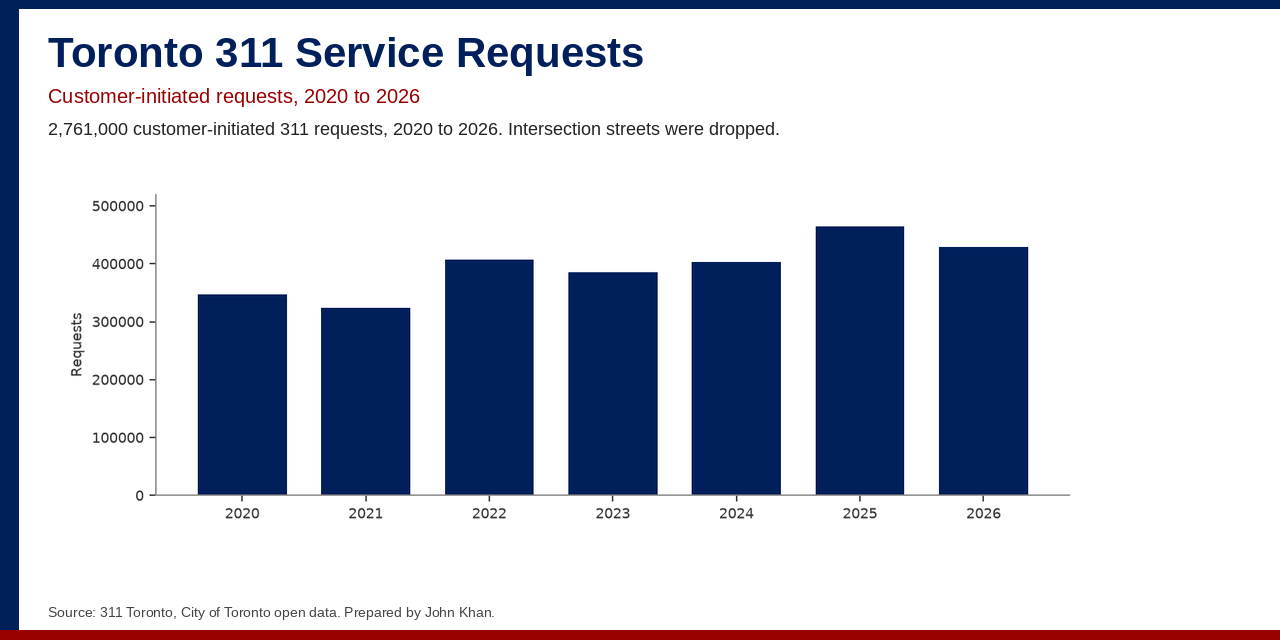 Toronto 311 Service Requests
Customer-initiated requests, 2020 to 2026
2,761,000 customer-initiated 311 requests, 2020 to 2026. Intersection streets were dropped.
500000
400000
300000
200000
100000
0
Requests
2020 2021 2022 2023 2024 2025 2026
Source: 311 Toronto, City of Toronto open data. Prepared by John Khan.